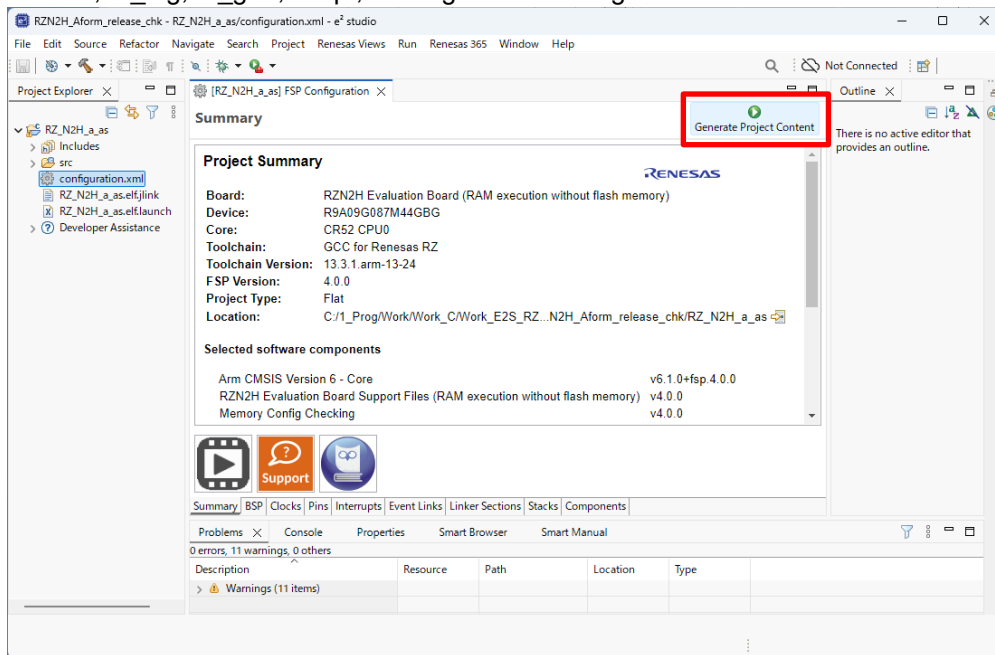 RZN2H_Aform_release_chk - RZ_N2H_a_as/configuration.xml - e² studio
File Edit Source Refactor Navigate Search Project Renesas Views Run Renesas 365 Window Help
Not Connected
Project Explorer
[RZ_N2H_a_as] FSP Configuration
Outline
Summary
Generate Project Content
There is no active editor that
provides an outline.
RZ_N2H_a_as
Includes
src
configuration.xml
RZ_N2H_a_as.elf.jlink
RZ_N2H_a_as.elf.launch
Developer Assistance
Project Summary
RENESAS
Board: RZN2H Evaluation Board (RAM execution without flash memory)
Device: R9A09G087M44GBG
Core: CR52 CPU0
Toolchain: GCC for Renesas RZ
Toolchain Version: 13.3.1.arm-13-24
FSP Version: 4.0.0
Project Type: Flat
Location: C:/1_Prog/Work/Work_C/Work_E2S_RZ...N2H_Aform_release_chk/RZ_N2H_a_as
Selected software components
Arm CMSIS Version 6 - Core v6.1.0+fsp.4.0.0
RZN2H Evaluation Board Support Files (RAM execution without flash memory) v4.0.0
Memory Config Checking v4.0.0
Support
Summary BSP Clocks Pins Interrupts Event Links Linker Sections Stacks Components
Problems Console Properties Smart Browser Smart Manual
0 errors, 11 warnings, 0 others
Description Resource Path Location Type
Warnings (11 items)